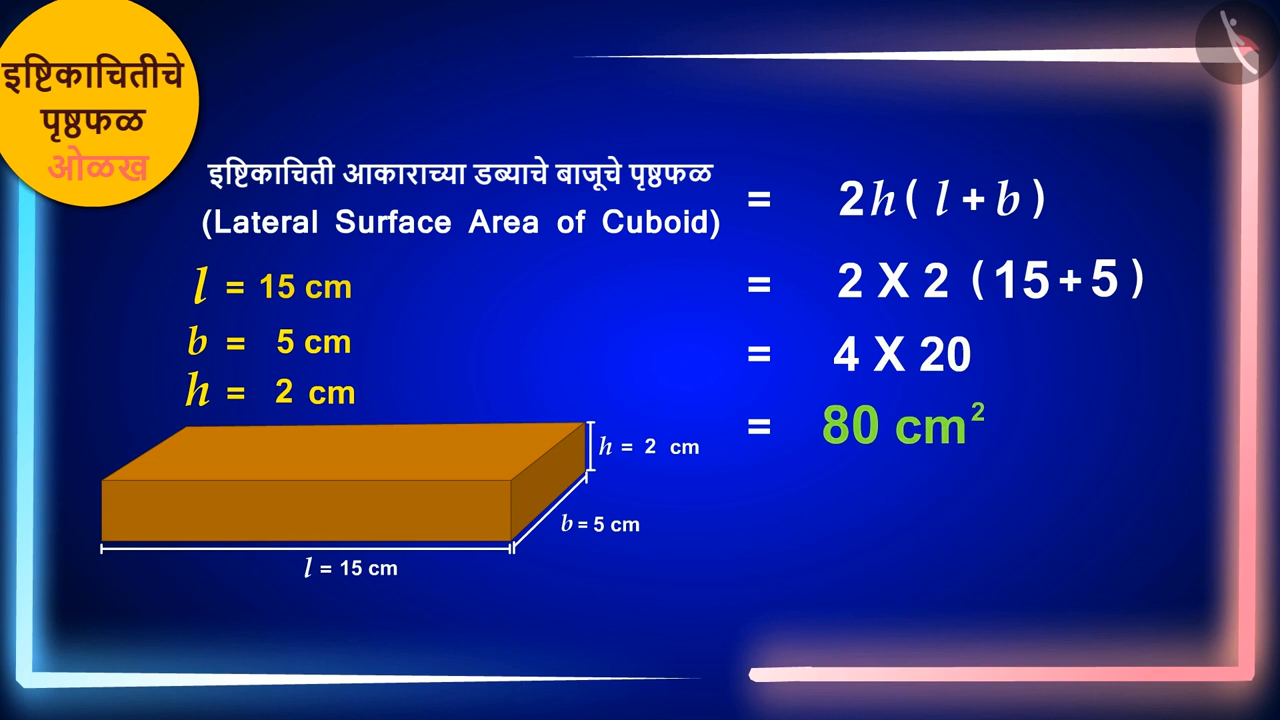 इष्टिकाचितीचे
पृष्ठफळ
ओळख
इष्टिकाचिती आकाराच्या डब्याचे बाजूचे पृष्ठफळ
(Lateral Surface Area of Cuboid)
= 2h( l + b )
l = 15 cm
= 2 X 2 ( 15 + 5 )
b = 5 cm
= 4 X 20
h = 2 cm
= 80 cm²
h = 2 cm
b = 5 cm
l = 15 cm